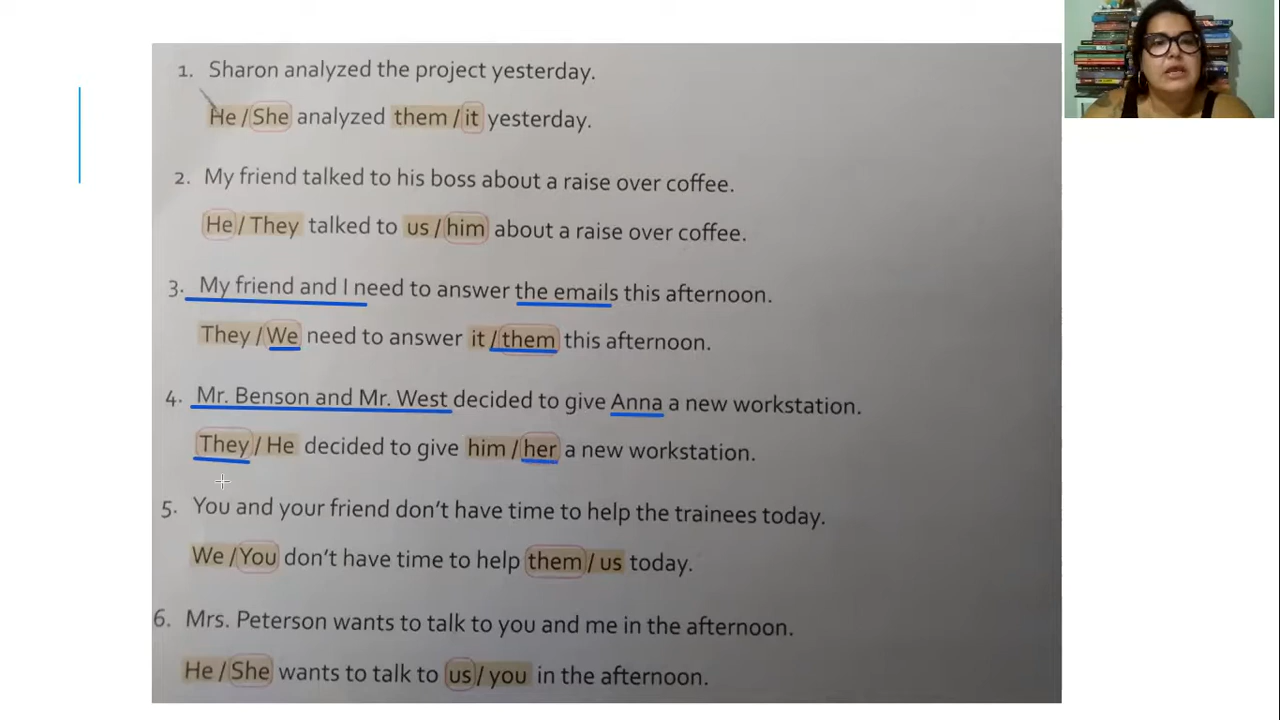 1. Sharon analyzed the project yesterday.
He / She analyzed them / it yesterday.
2. My friend talked to his boss about a raise over coffee.
He / They talked to us / him about a raise over coffee.
3. My friend and I need to answer the emails this afternoon.
They / We need to answer it / them this afternoon.
4. Mr. Benson and Mr. West decided to give Anna a new workstation.
They / He decided to give him / her a new workstation.
5. You and your friend don't have time to help the trainees today.
We / You don't have time to help them / us today.
6. Mrs. Peterson wants to talk to you and me in the afternoon.
He / She wants to talk to us / you in the afternoon.